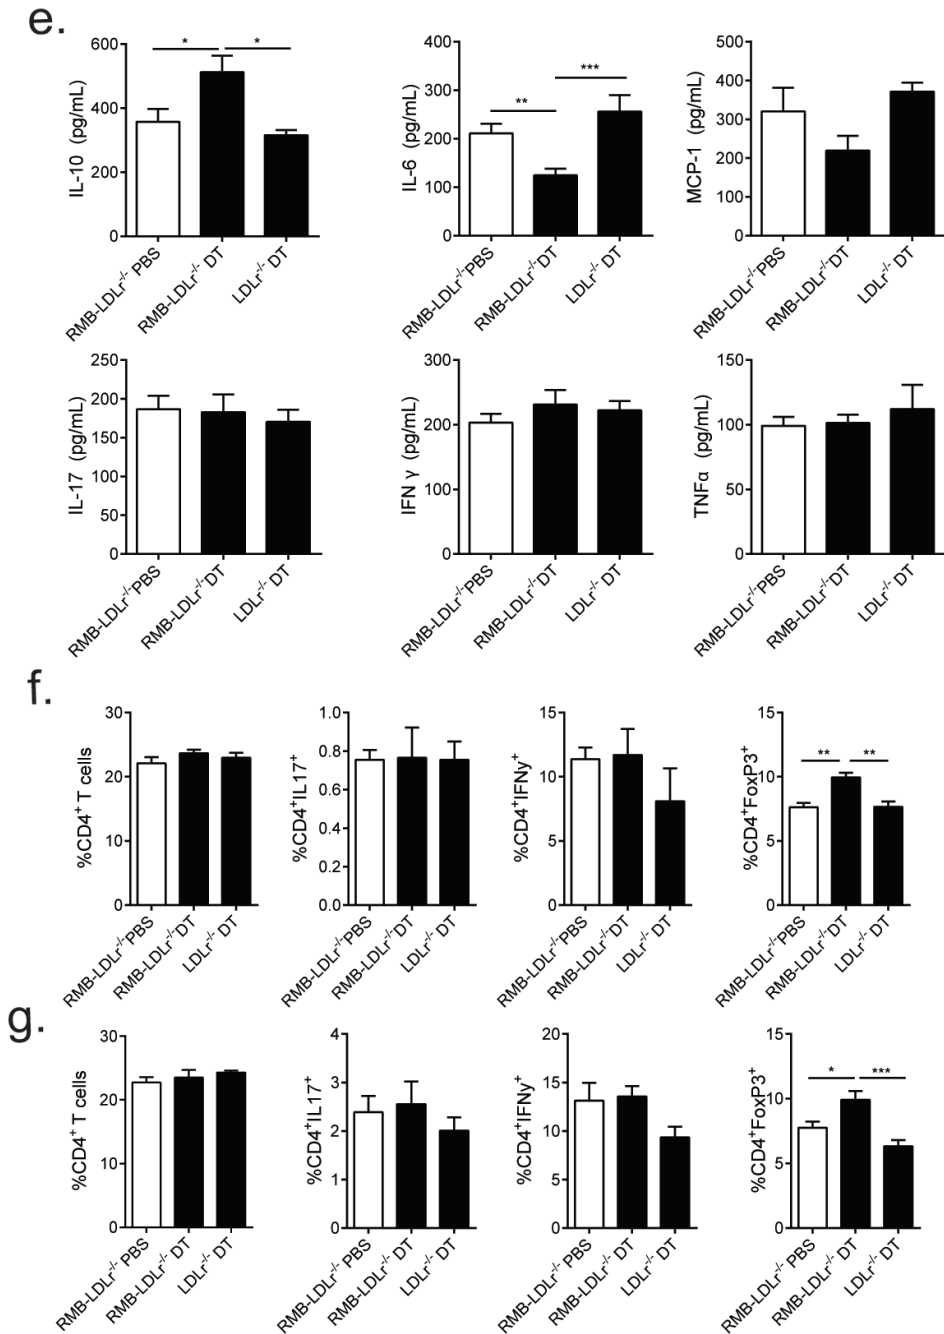 e.
IL-10 (pg/mL)
600
400
200
0
*
*
RMB-LDLr⁻/⁻ PBS
RMB-LDLr⁻/⁻ DT
LDLr⁻/⁻ DT
IL-6 (pg/mL)
400
300
200
100
0
**
***
RMB-LDLr⁻/⁻PBS
RMB-LDLr⁻/⁻DT
LDLr⁻/⁻ DT
MCP-1 (pg/mL)
500
400
300
200
100
0
RMB-LDLr⁻/⁻PBS
RMB-LDLr⁻/⁻DT
LDLr⁻/⁻ DT
IL-17 (pg/mL)
250
200
150
100
50
0
RMB-LDLr⁻/⁻PBS
RMB-LDLr⁻/⁻DT
LDLr⁻/⁻ DT
IFN γ (pg/mL)
300
200
100
0
RMB-LDLr⁻/⁻PBS
RMB-LDLr⁻/⁻DT
LDLr⁻/⁻ DT
TNFα (pg/mL)
150
100
50
0
RMB-LDLr⁻/⁻PBS
RMB-LDLr⁻/⁻DT
LDLr⁻/⁻ DT
f.
%CD4⁺ T cells
30
20
10
0
RMB-LDLr⁻/⁻PBS
RMB-LDLr⁻/⁻DT
LDLr⁻/⁻ DT
%CD4⁺IL17⁺
1.0
0.8
0.6
0.4
0.2
0.0
RMB-LDLr⁻/⁻PBS
RMB-LDLr⁻/⁻DT
LDLr⁻/⁻ DT
%CD4⁺IFNy⁺
15
10
5
0
RMB-LDLr⁻/⁻PBS
RMB-LDLr⁻/⁻DT
LDLr⁻/⁻ DT
%CD4⁺FoxP3⁺
15
10
5
0
**
**
RMB-LDLr⁻/⁻ PBS
RMB-LDLr⁻/⁻ DT
LDLr⁻/⁻ DT
g.
%CD4⁺ T cells
30
20
10
0
RMB-LDLr⁻/⁻ PBS
RMB-LDLr⁻/⁻ DT
LDLr⁻/⁻ DT
%CD4⁺IL17⁺
4
3
2
1
0
RMB-LDLr⁻/⁻ PBS
RMB-LDLr⁻/⁻ DT
LDLr⁻/⁻ DT
%CD4⁺IFNy⁺
20
15
10
5
0
RMB-LDLr⁻/⁻ PBS
RMB-LDLr⁻/⁻ DT
LDLr⁻/⁻ DT
%CD4⁺FoxP3⁺
15
10
5
0
*
***
RMB-LDLr⁻/⁻ PBS
RMB-LDLr⁻/⁻ DT
LDLr⁻/⁻ DT